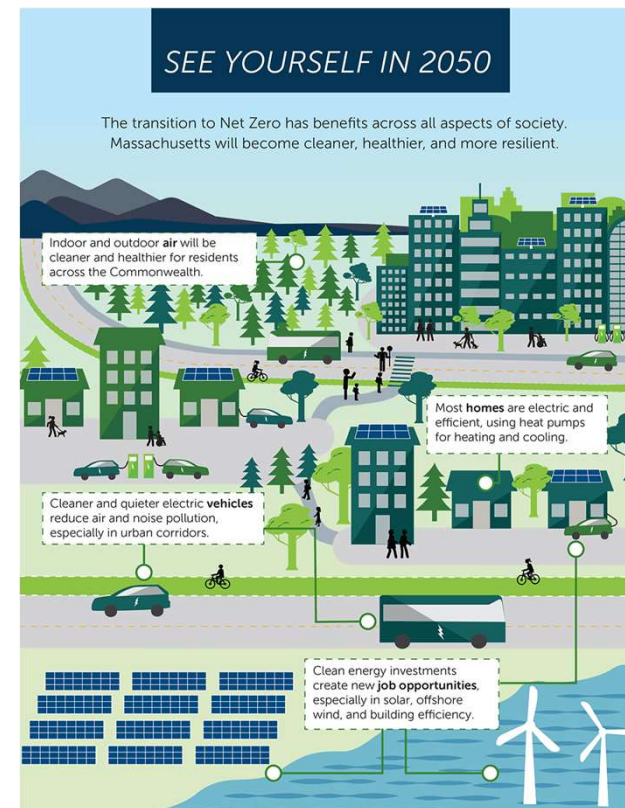 SEE YOURSELF IN 2050
The transition to Net Zero has benefits across all aspects of society.
Massachusetts will become cleaner, healthier, and more resilient.
Indoor and outdoor air will be
cleaner and healthier for residents
across the Commonwealth.
Most homes are electric and
efficient, using heat pumps
for heating and cooling.
Cleaner and quieter electric vehicles
reduce air and noise pollution,
especially in urban corridors.
Clean energy investments
create new job opportunities,
especially in solar, offshore
wind, and building efficiency.